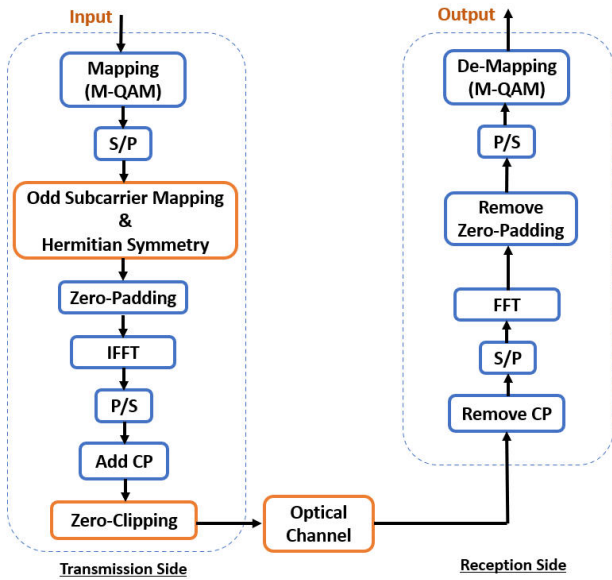 Input
Mapping
(M-QAM)
S/P
Odd Subcarrier Mapping
&
Hermitian Symmetry
Zero-Padding
IFFT
P/S
Add CP
Zero-Clipping
Transmission Side
Optical
Channel
Output
De-Mapping
(M-QAM)
P/S
Remove
Zero-Padding
FFT
S/P
Remove CP
Reception Side